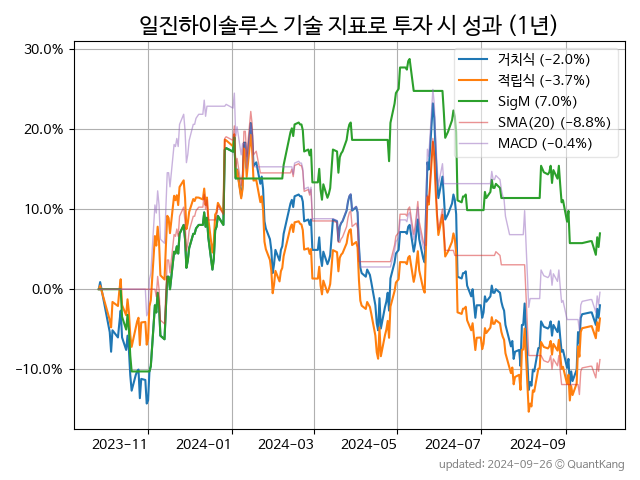 일진하이솔루스 기술 지표로 투자 시 성과 (1년)
30.0%
20.0%
10.0%
0.0%
−10.0%
거치식 (−2.0%)
적립식 (−3.7%)
SigM (7.0%)
SMA(20) (−8.8%)
MACD (−0.4%)
2023−11
2024−01
2024−03
2024−05
2024−07
2024−09
updated: 2024−09−26 © QuantKang